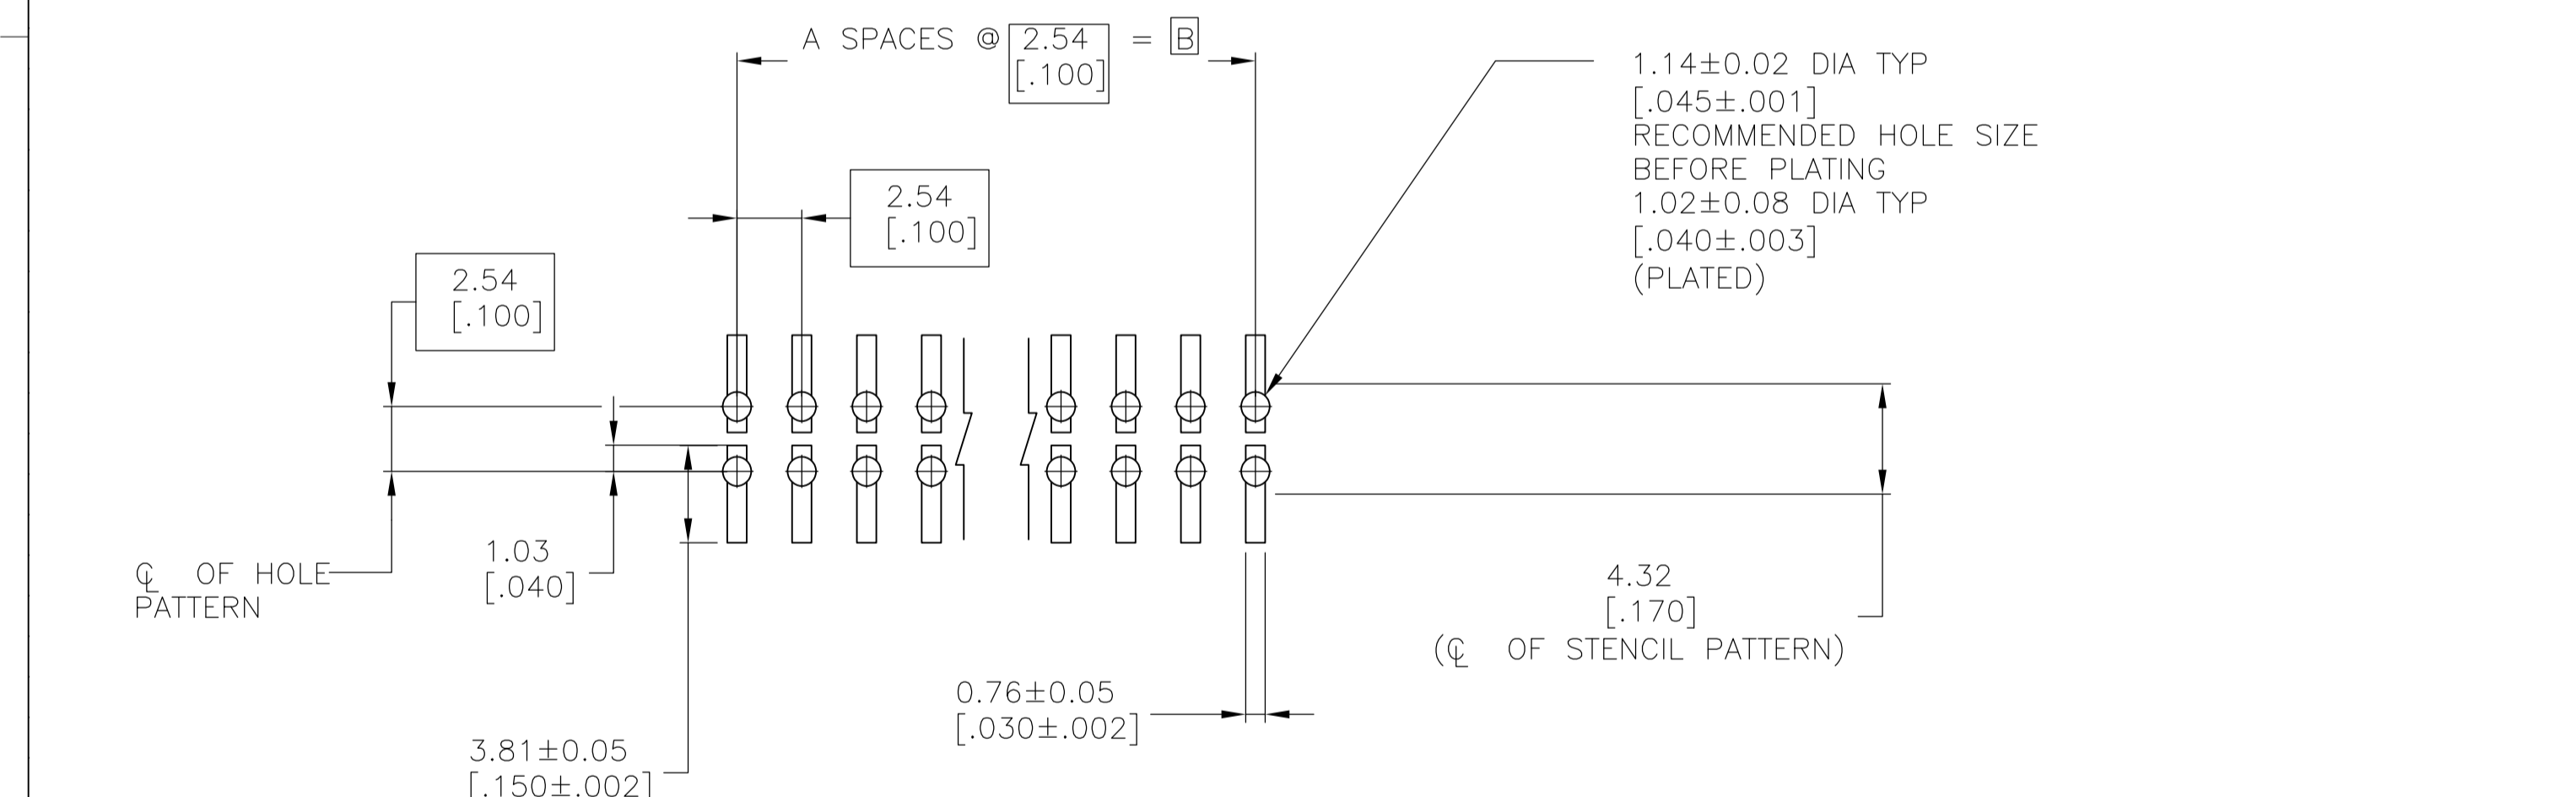 A SPACES @ 2.54 = B
[.100]
1.14±0.02 DIA TYP
[.045±.001]
RECOMMENDED HOLE SIZE
BEFORE PLATING
1.02±0.08 DIA TYP
[.040±.003]
(PLATED)
2.54
[.100]
2.54
[.100]
℄ OF HOLE
PATTERN
1.03
[.040]
4.32
[.170]
(℄ OF STENCIL PATTERN)
0.76±0.05
[.030±.002]
3.81±0.05
[.150±.002]